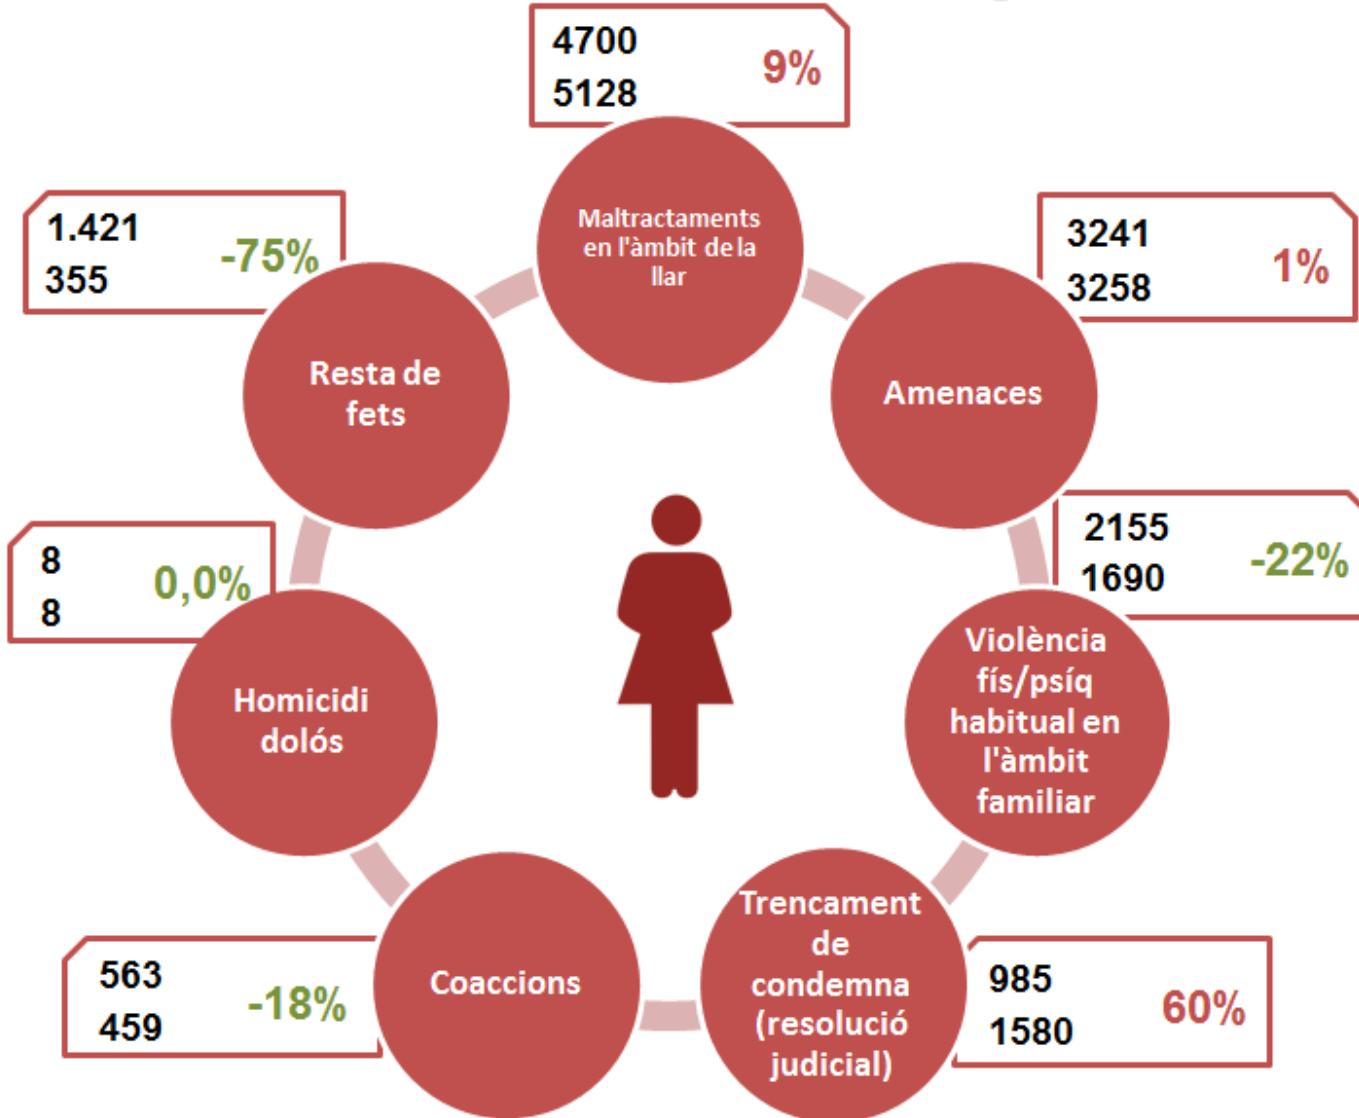 4700
5128
9%
Maltractaments
en l'àmbit de la
llar
3241
3258
1%
Amenaces
2155
1690
-22%
Violència
fís/psíq
habitual en
l'àmbit
familiar
985
1580
60%
Trencament
de
condemna
(resolució
judicial)
563
459
-18%
Coaccions
8
8
0,0%
Homicidi
dolós
1.421
355
-75%
Resta de
fets